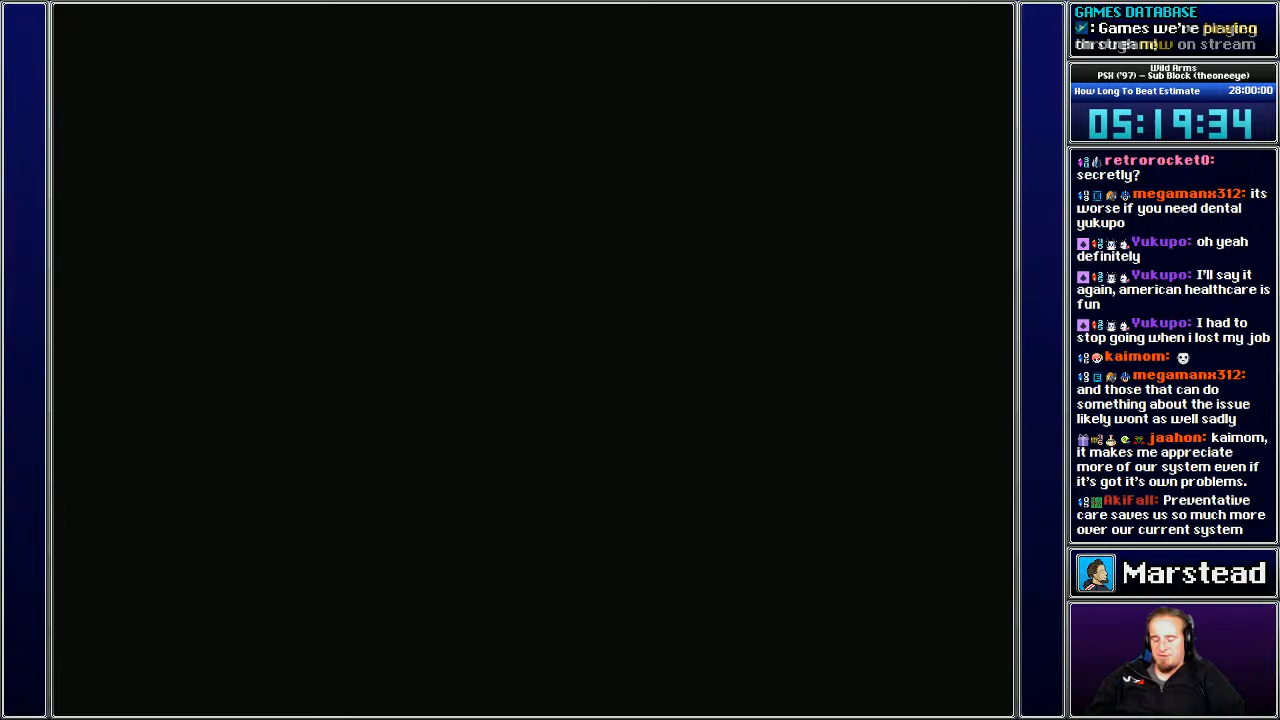 GAMES DATABASE
: Games we're playing
on stream
Wild Arms
PSX ('97) – Sub Block (theoneeye)
How Long To Beat Estimate 28:00:00
05:19:34
retrorocket0:
secretly?
megamanx312: its
worse if you need dental
yukupo
Yukupo: oh yeah
definitely
Yukupo: I'll say it
again, american healthcare is
fun
Yukupo: I had to
stop going when i lost my job
kaimom:
megamanx312:
and those that can do
something about the issue
likely wont as well sadly
jaahon: kaimom,
it makes me appreciate
more of our system even if
it's got it's own problems.
AkiFall: Preventative
care saves us so much more
over our current system
Marstead